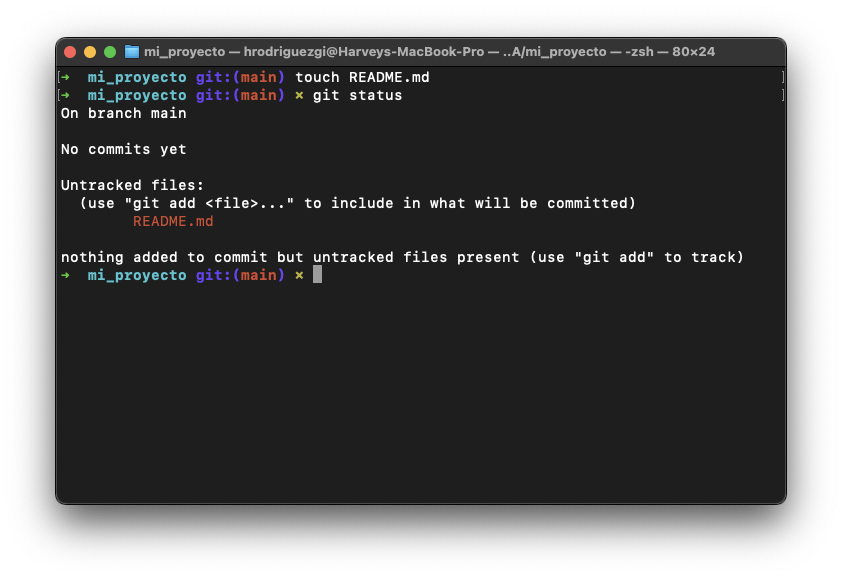 mi_proyecto — hrodriguezgi@Harveys-MacBook-Pro — ..A/mi_proyecto — -zsh — 80×24
[➜  mi_proyecto git:(main) touch README.md ]
[➜  mi_proyecto git:(main) × git status ]
On branch main
No commits yet
Untracked files:
  (use "git add <file>..." to include in what will be committed)
        README.md
nothing added to commit but untracked files present (use "git add" to track)
➜  mi_proyecto git:(main) ×